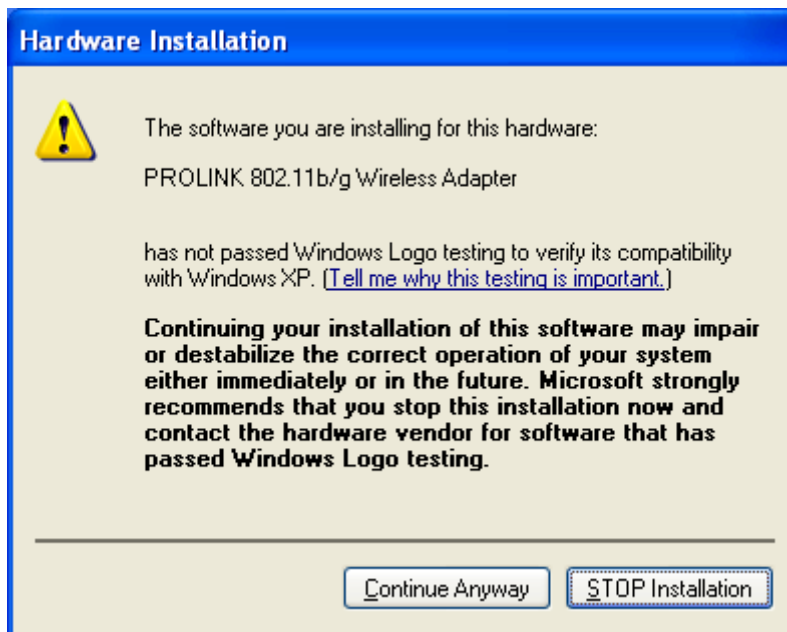 Hardware Installation
The software you are installing for this hardware:
PROLINK 802.11b/g Wireless Adapter
has not passed Windows Logo testing to verify its compatibility
with Windows XP. (Tell me why this testing is important.)
Continuing your installation of this software may impair
or destabilize the correct operation of your system
either immediately or in the future. Microsoft strongly
recommends that you stop this installation now and
contact the hardware vendor for software that has
passed Windows Logo testing.
Continue Anyway STOP Installation